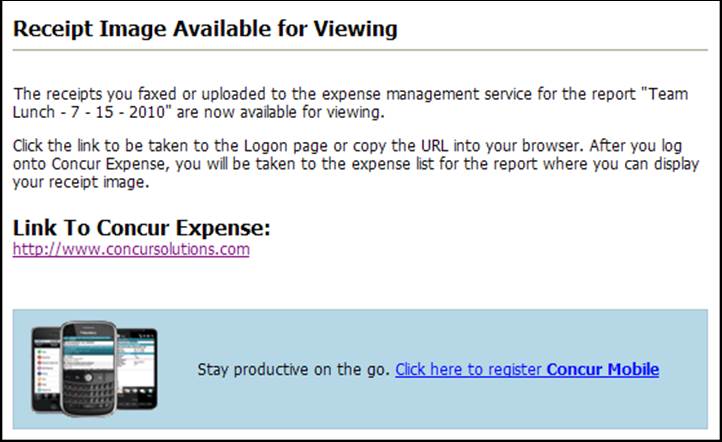 Receipt Image Available for Viewing
The receipts you faxed or uploaded to the expense management service for the report "Team
Lunch - 7 - 15 - 2010" are now available for viewing.
Click the link to be taken to the Logon page or copy the URL into your browser. After you log
onto Concur Expense, you will be taken to the expense list for the report where you can display
your receipt image.
Link To Concur Expense:
http://www.concursolutions.com
Stay productive on the go. Click here to register Concur Mobile